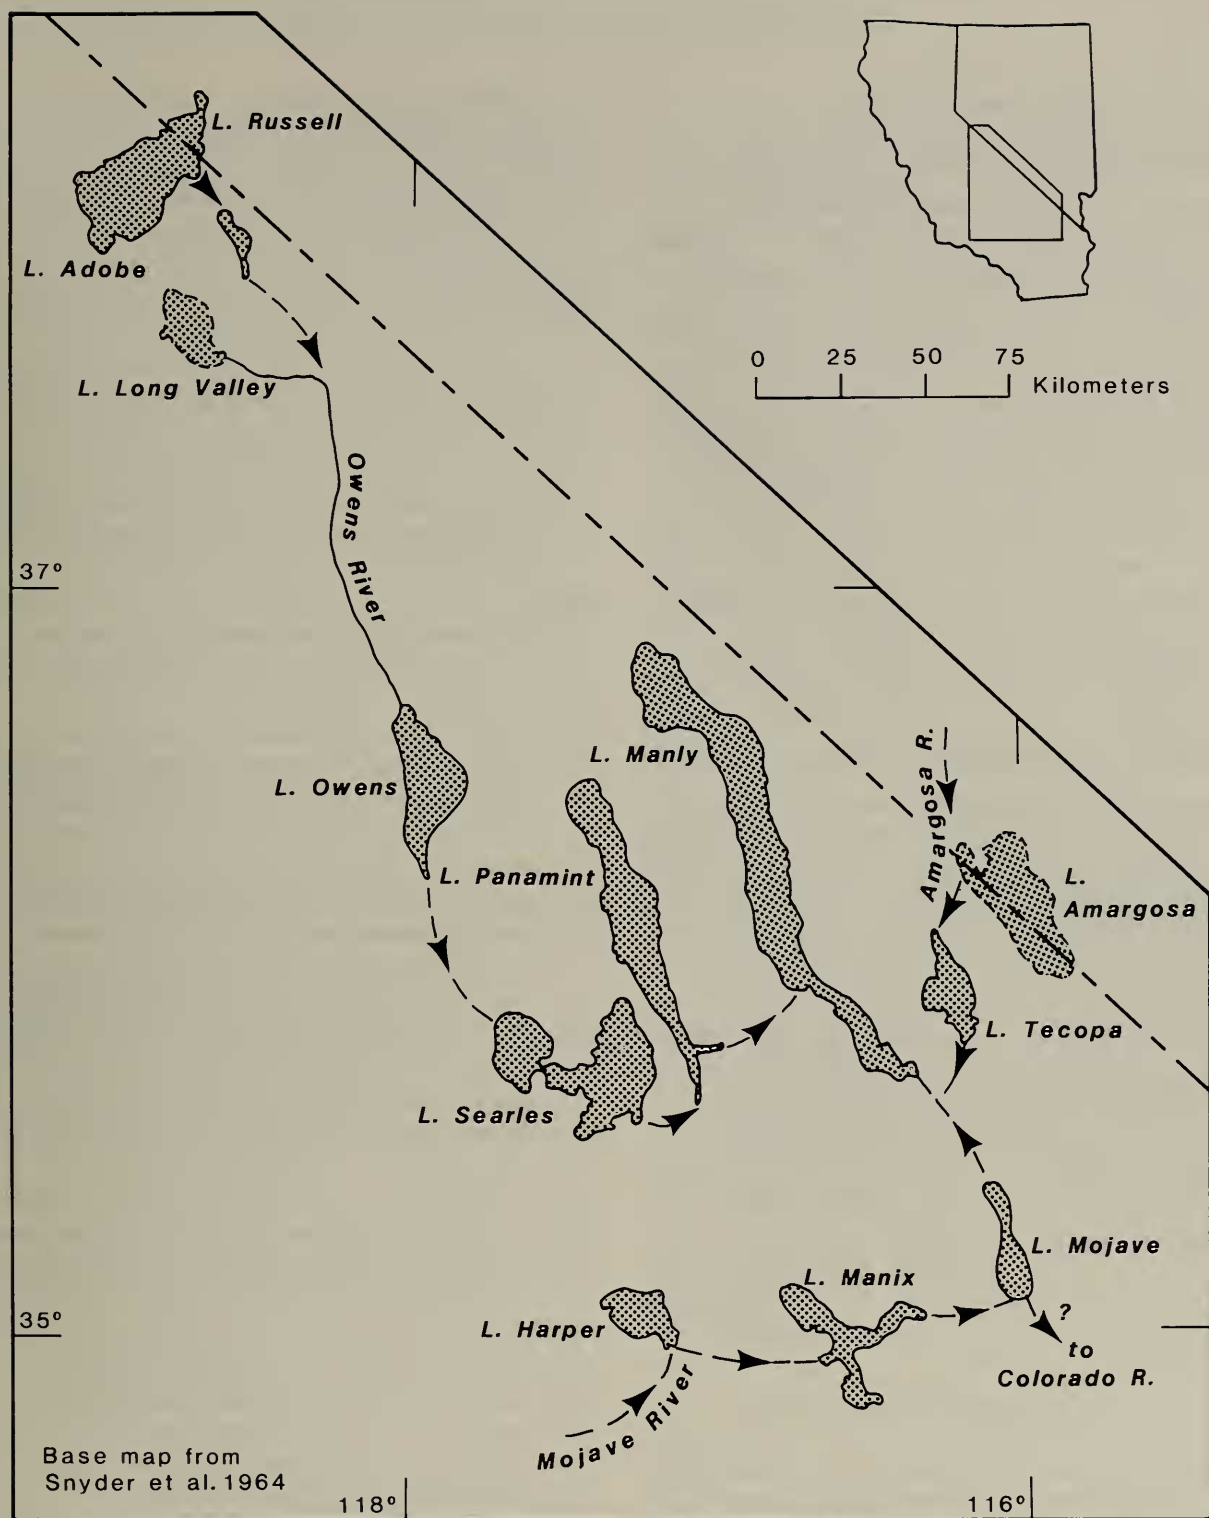 L. Russell
L. Adobe
L. Long Valley
0 25 50 75
Kilometers
Owens River
37°
L. Manly
Amargosa R.
L. Owens
L. Panamint
L.
Amargosa
L. Tecopa
L. Searles
L. Mojave
L. Manix
L. Harper
35°
?
to
Colorado R.
Mojave River
Base map from
Snyder et al. 1964
118°
116°